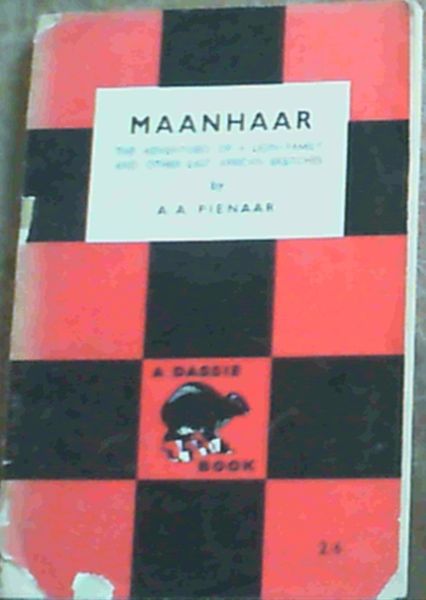 MAANHAAR
THE ADVENTURES OF A LION FAMILY
AND OTHER EAST AFRICAN SKETCHES
by
A. A. PIENAAR
A DASSIE
BOOK
2/6